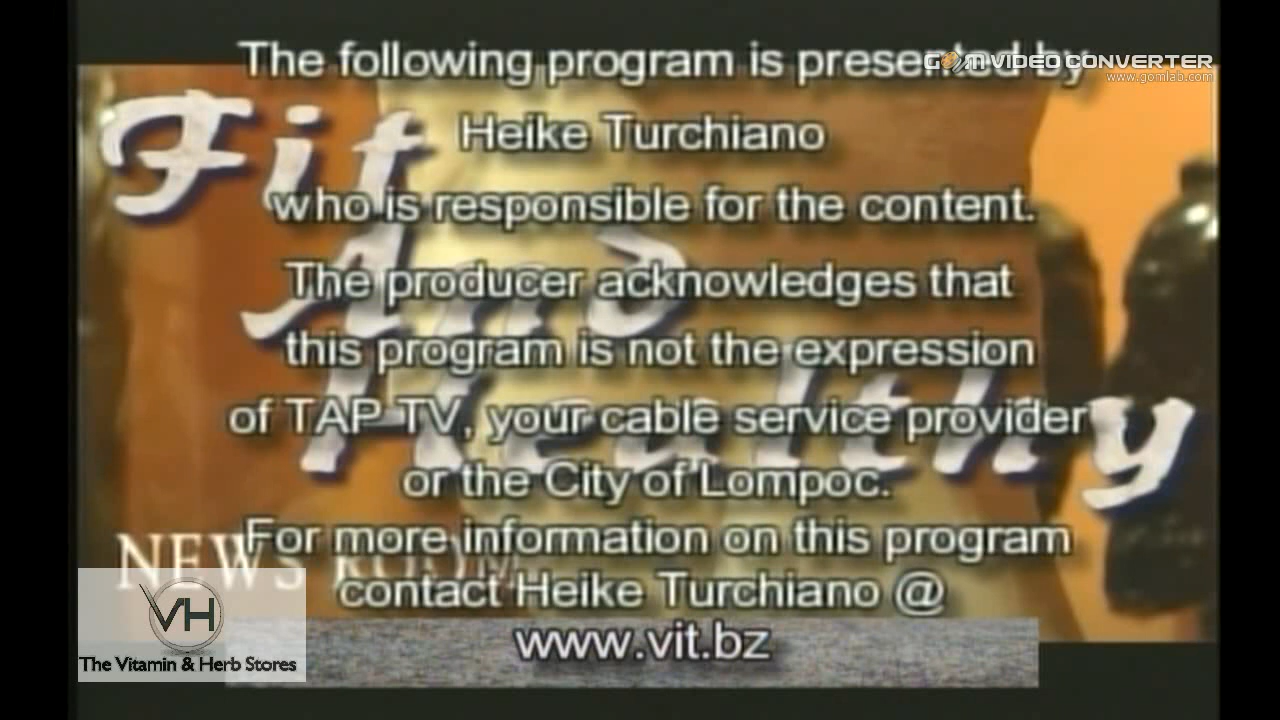 The following program is presented by
GOM VIDEO CONVERTER
www.gomlab.com
Heike Turchiano
who is responsible for the content.
The producer acknowledges that
this program is not the expression
of TAP TV, your cable service provider
or the City of Lompoc.
For more information on this program
contact Heike Turchiano @
www.vit.bz
Fit
And
Healthy
NEWS ROOM
VH
The Vitamin & Herb Stores